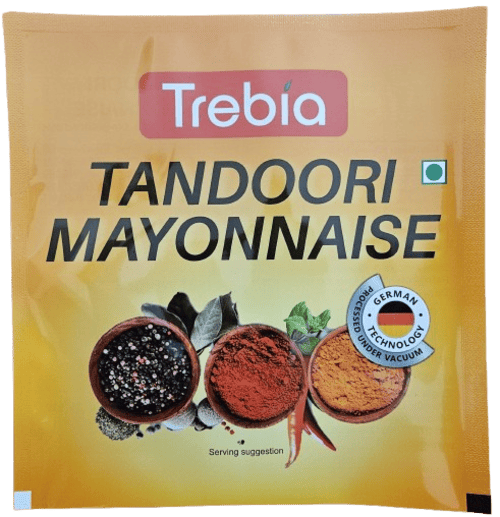 Trebia
TANDOORI
MAYONNAISE
GERMAN
TECHNOLOGY
PROCESSED UNDER VACUUM
Serving suggestion